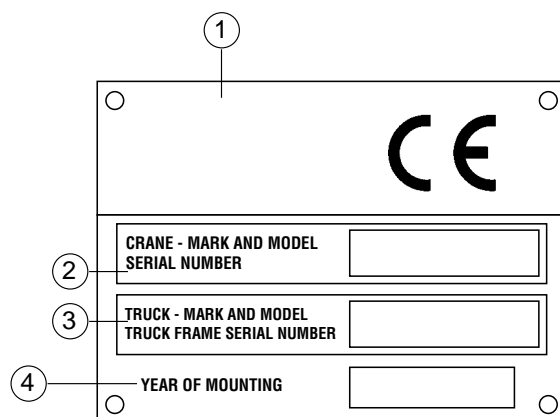 1
CE
CRANE - MARK AND MODEL
SERIAL NUMBER
2
TRUCK - MARK AND MODEL
TRUCK FRAME SERIAL NUMBER
3
4
YEAR OF MOUNTING